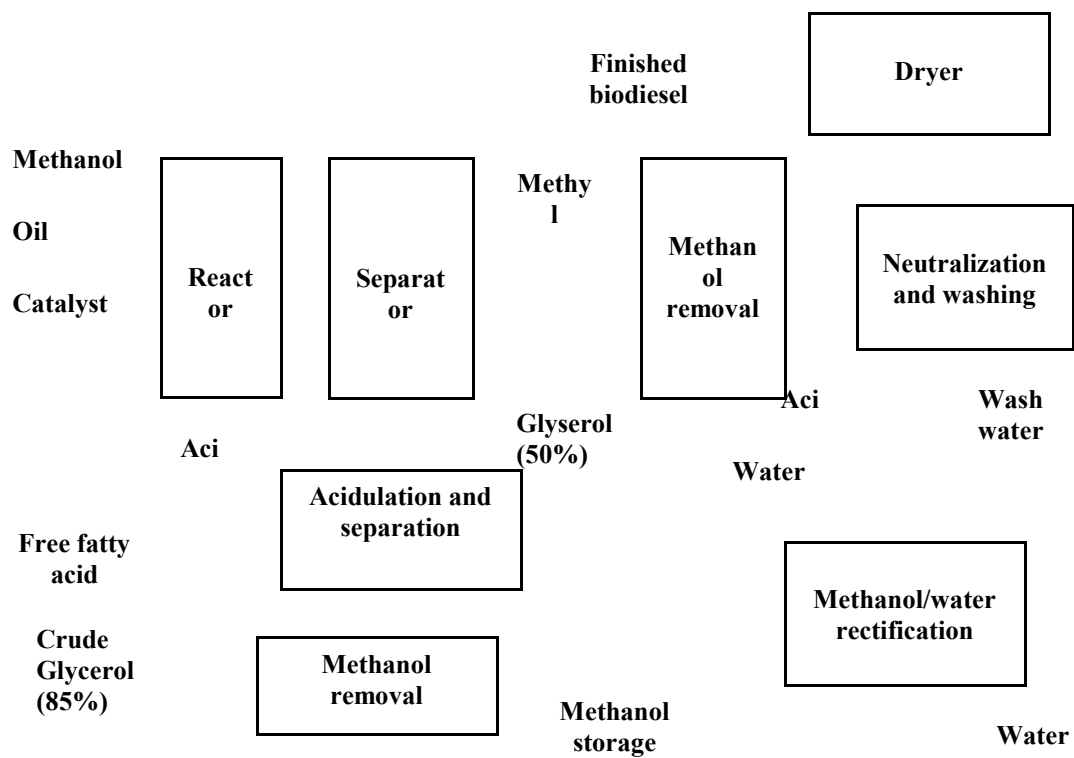 Finished
biodiesel
Dryer
Methanol
Oil
Catalyst
React
or
Separat
or
Methy
l
Methan
ol
removal
Neutralization
and washing
Aci
Wash
water
Water
Aci
Glyserol
(50%)
Acidulation and
separation
Free fatty
acid
Methanol/water
rectification
Crude
Glycerol
(85%)
Methanol
removal
Methanol
storage
Water